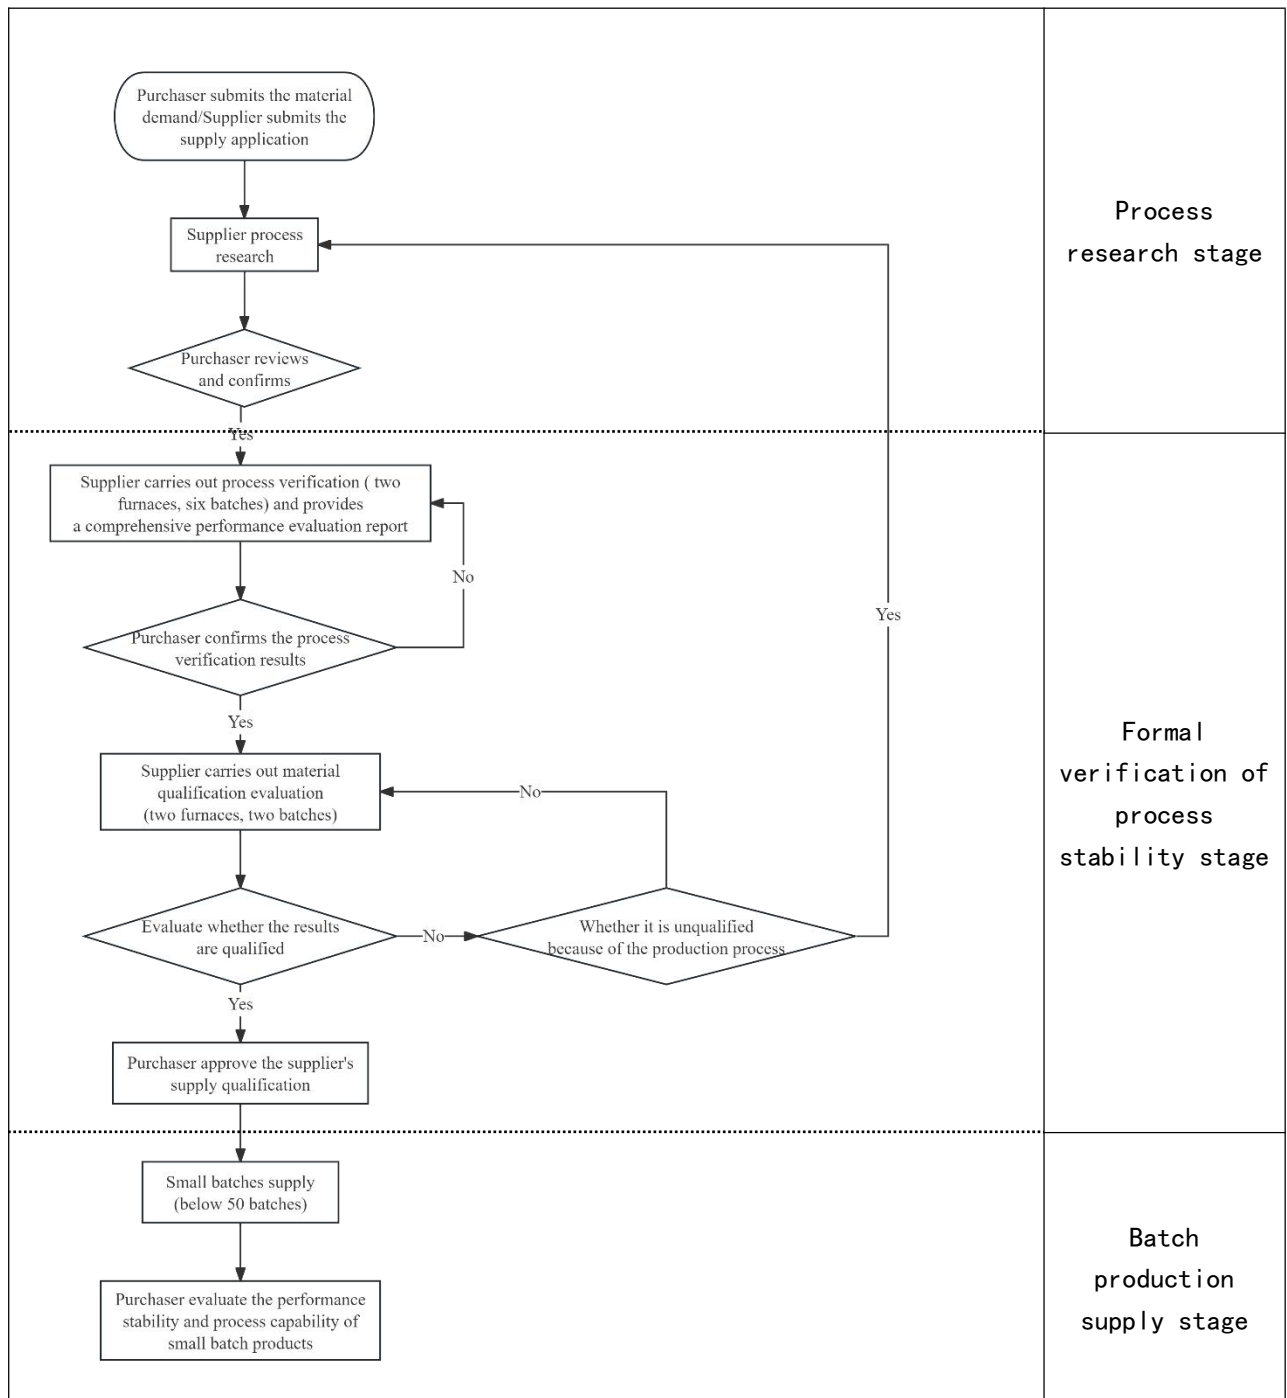 Purchaser submits the material
demand/Supplier submits the
supply application
Supplier process
research
Purchaser reviews
and confirms
Process
research stage
Yes
Supplier carries out process verification ( two
furnaces, six batches) and provides
a comprehensive performance evaluation report
No
Yes
Purchaser confirms the process
verification results
Yes
Supplier carries out material
qualification evaluation
(two furnaces, two batches)
No
Evaluate whether the results
are qualified
No
Whether it is unqualified
because of the production process
Yes
Purchaser approve the supplier's
supply qualification
Formal
verification of
process
stability stage
Small batches supply
(below 50 batches)
Purchaser evaluate the performance
stability and process capability of
small batch products
Batch
production
supply stage